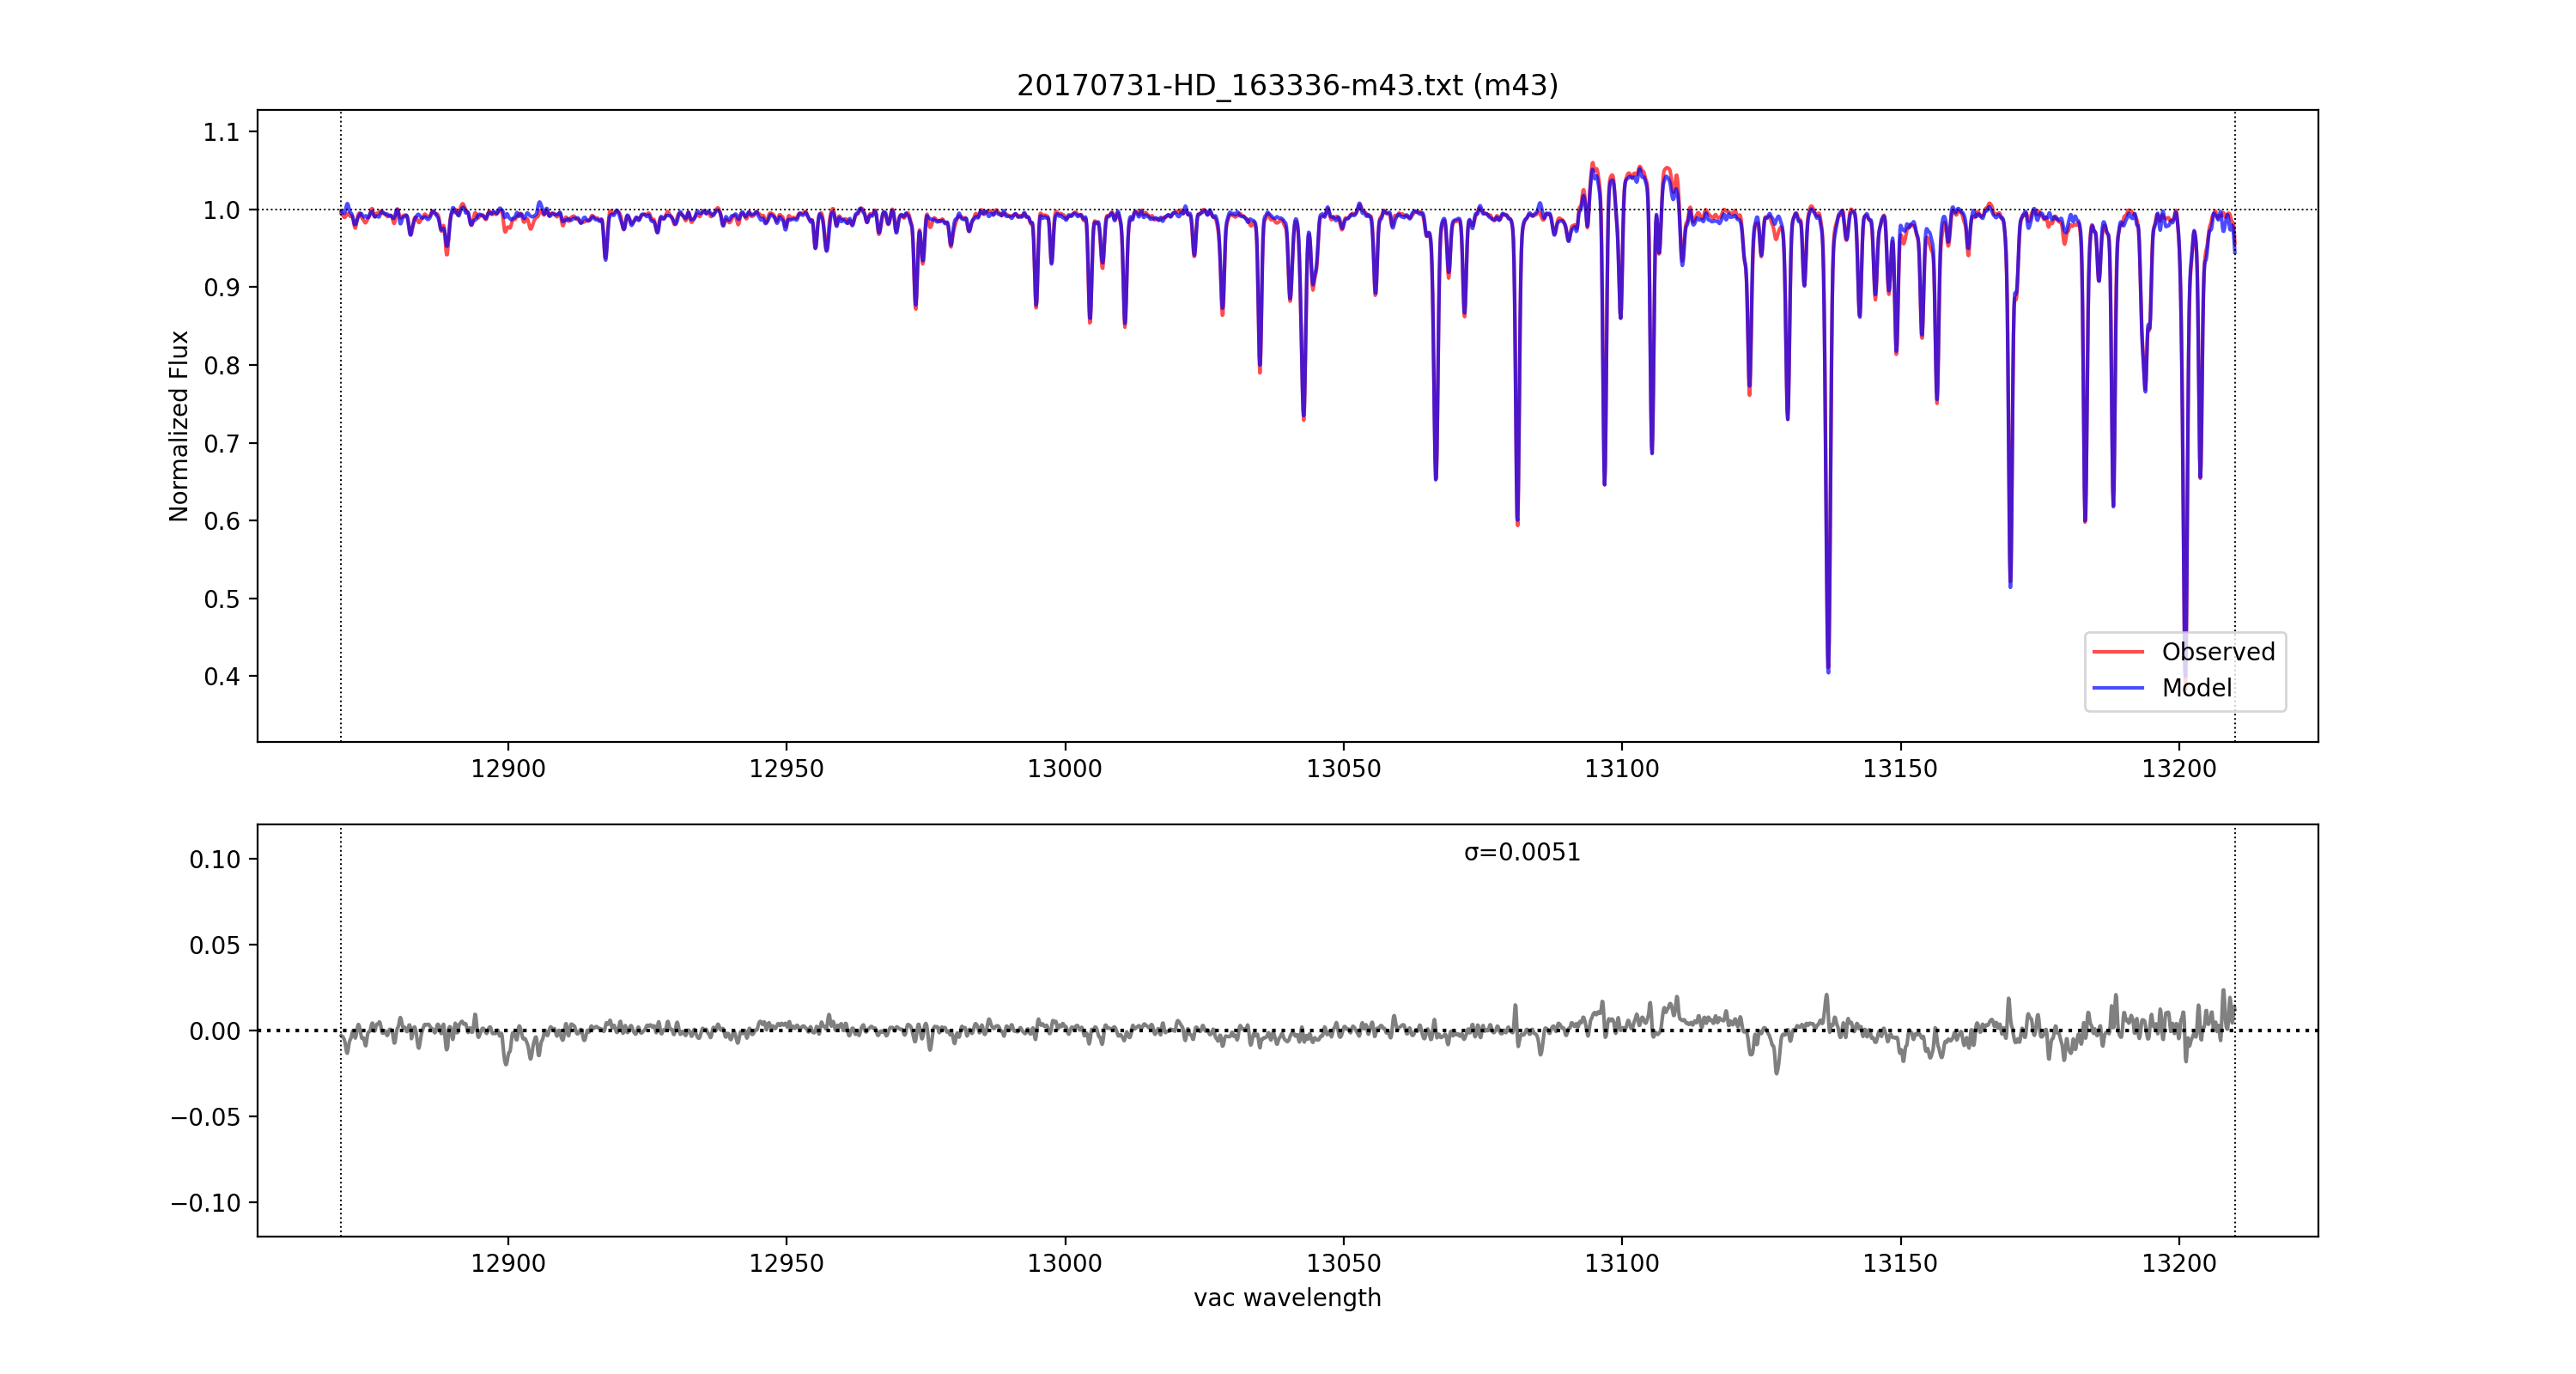 20170731-HD_163336-m43.txt (m43)
Normalized Flux
1.1
1.0
0.9
0.8
0.7
0.6
0.5
0.4
Observed
Model
12900 12950 13000 13050 13100 13150 13200
σ=0.0051
0.10
0.05
0.00
−0.05
−0.10
12900 12950 13000 13050 13100 13150 13200
vac wavelength